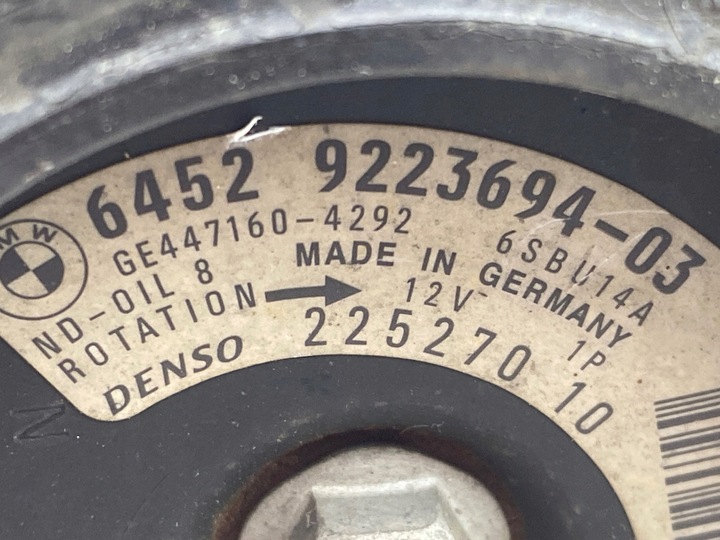 6452 9223694-03
BMW
GE447160-4292 6SBU14A
ND-OIL 8 MADE IN GERMANY
ROTATION → 12V 1P
DENSO 225270 10